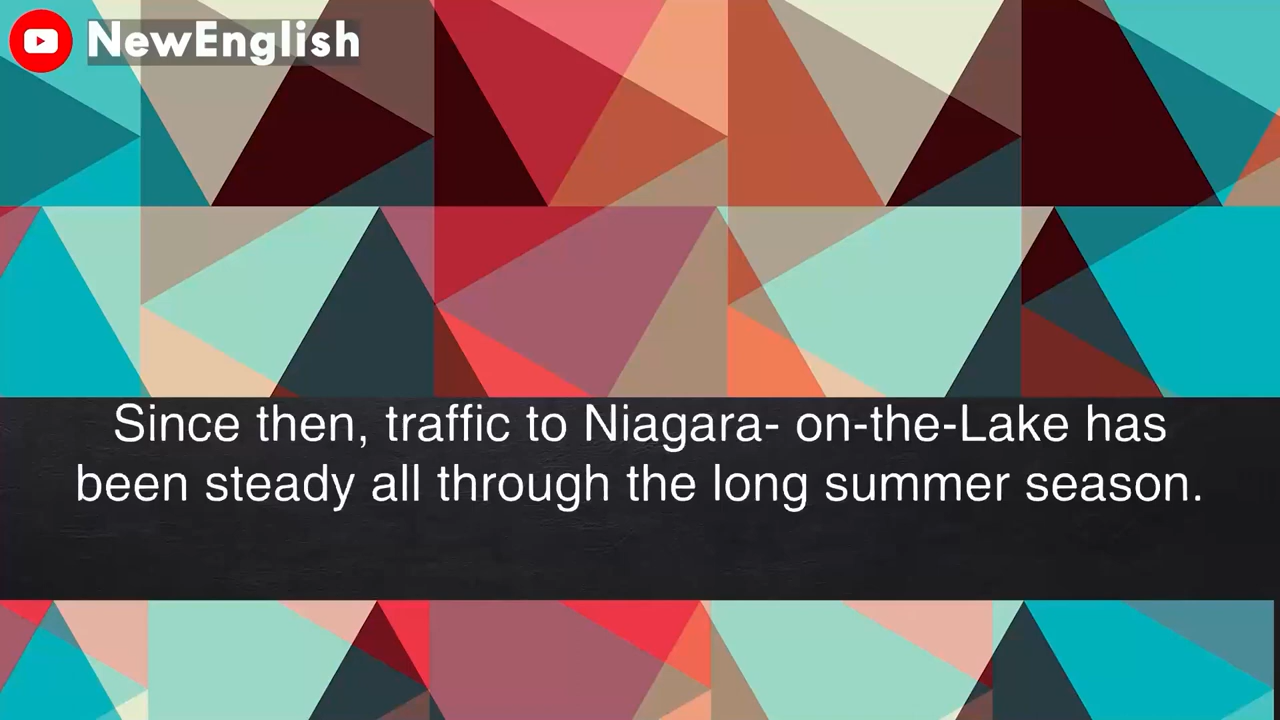 NewEnglish
Since then, traffic to Niagara- on-the-Lake has
been steady all through the long summer season.